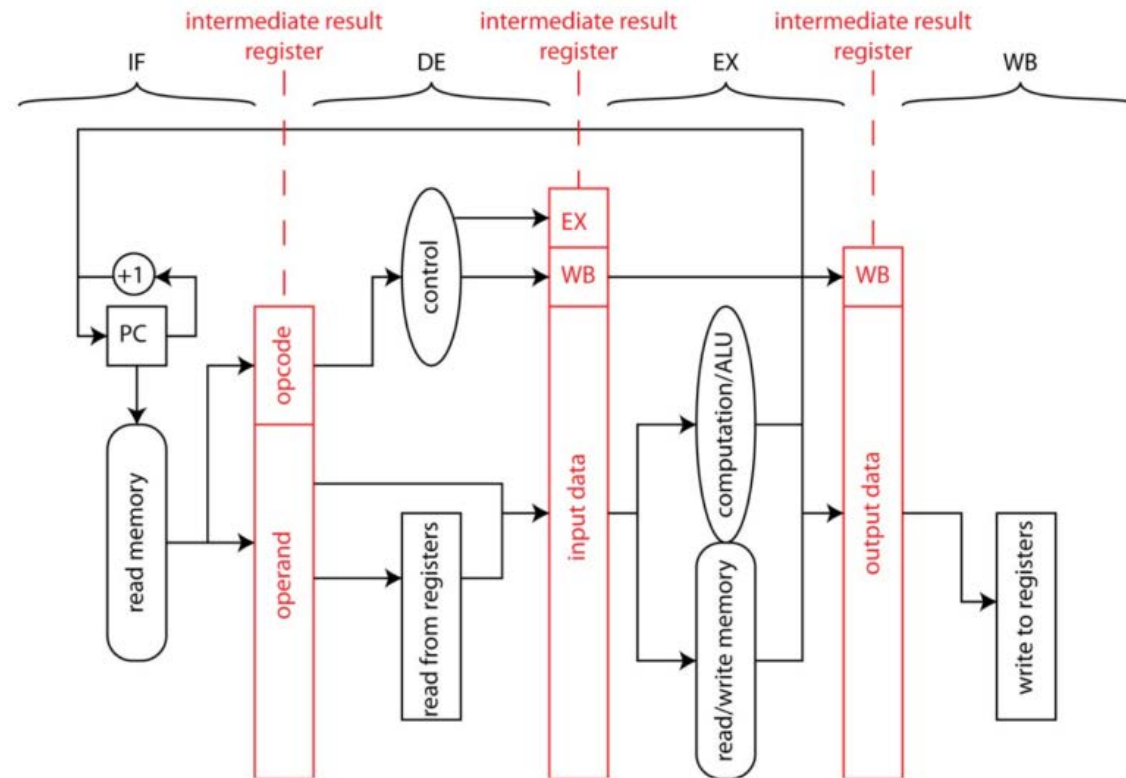 intermediate result
register
intermediate result
register
intermediate result
register
IF
DE
EX
WB
EX
WB
WB
+1
PC
control
opcode
read memory
operand
read from registers
input data
computation/ALU
read/write memory
output data
write to registers